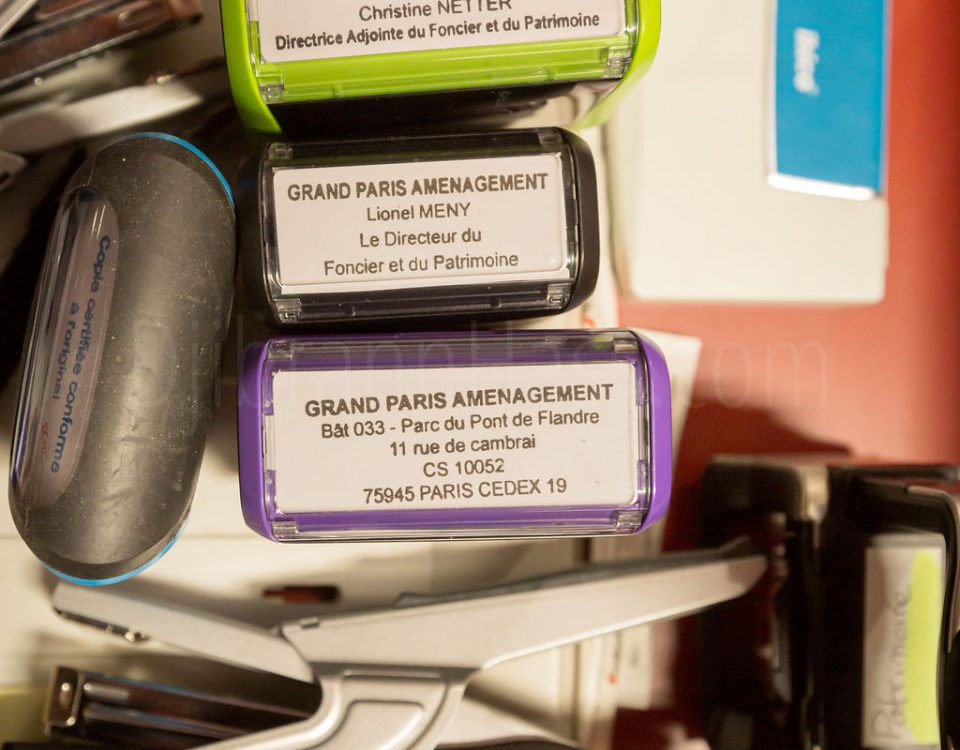 Christine NETTER
Directrice Adjointe du Foncier et du Patrimoine
GRAND PARIS AMENAGEMENT
Lionel MENY
Le Directeur du
Foncier et du Patrimoine
Copie certifiée conforme
à l'original
GRAND PARIS AMENAGEMENT
Bât 033 - Parc du Pont de Flandre
11 rue de cambrai
CS 10052
75945 PARIS CEDEX 19